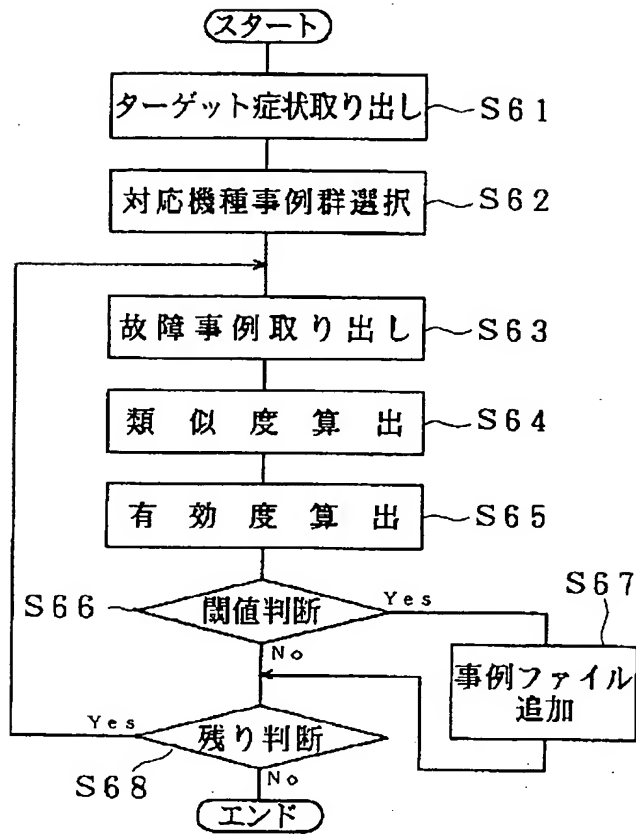 スタート
ターゲット症状取り出し
S61
対応機種事例群選択
S62
故障事例取り出し
S63
類似度算出
S64
有効度算出
S65
S66
閾値判断
Yes
No
S67
事例ファイル
追加
Yes
残り判断
S68
No
エンド